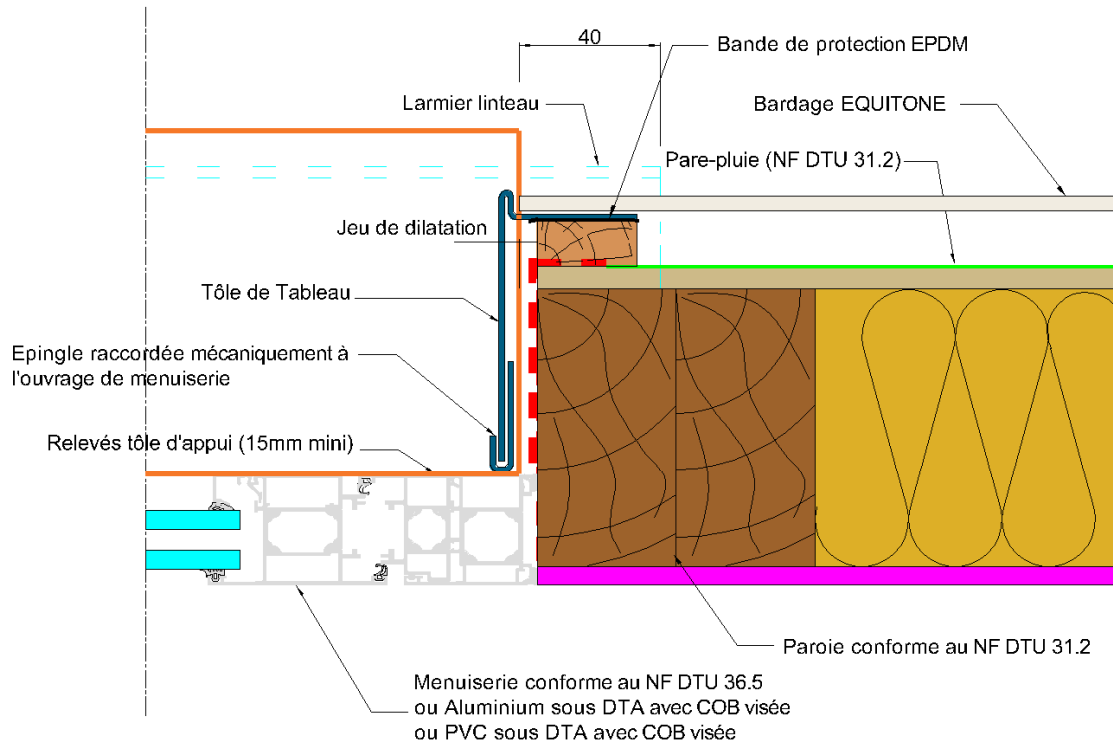 40
Bande de protection EPDM
Larmier linteau
Bardage EQUITONE
Pare-pluie (NF DTU 31.2)
Jeu de dilatation
Tôle de Tableau
Epingle raccordée mécaniquement à
l'ouvrage de menuiserie
Relevés tôle d'appui (15mm mini)
Paroie conforme au NF DTU 31.2
Menuiserie conforme au NF DTU 36.5
ou Aluminium sous DTA avec COB visée
ou PVC sous DTA avec COB visée